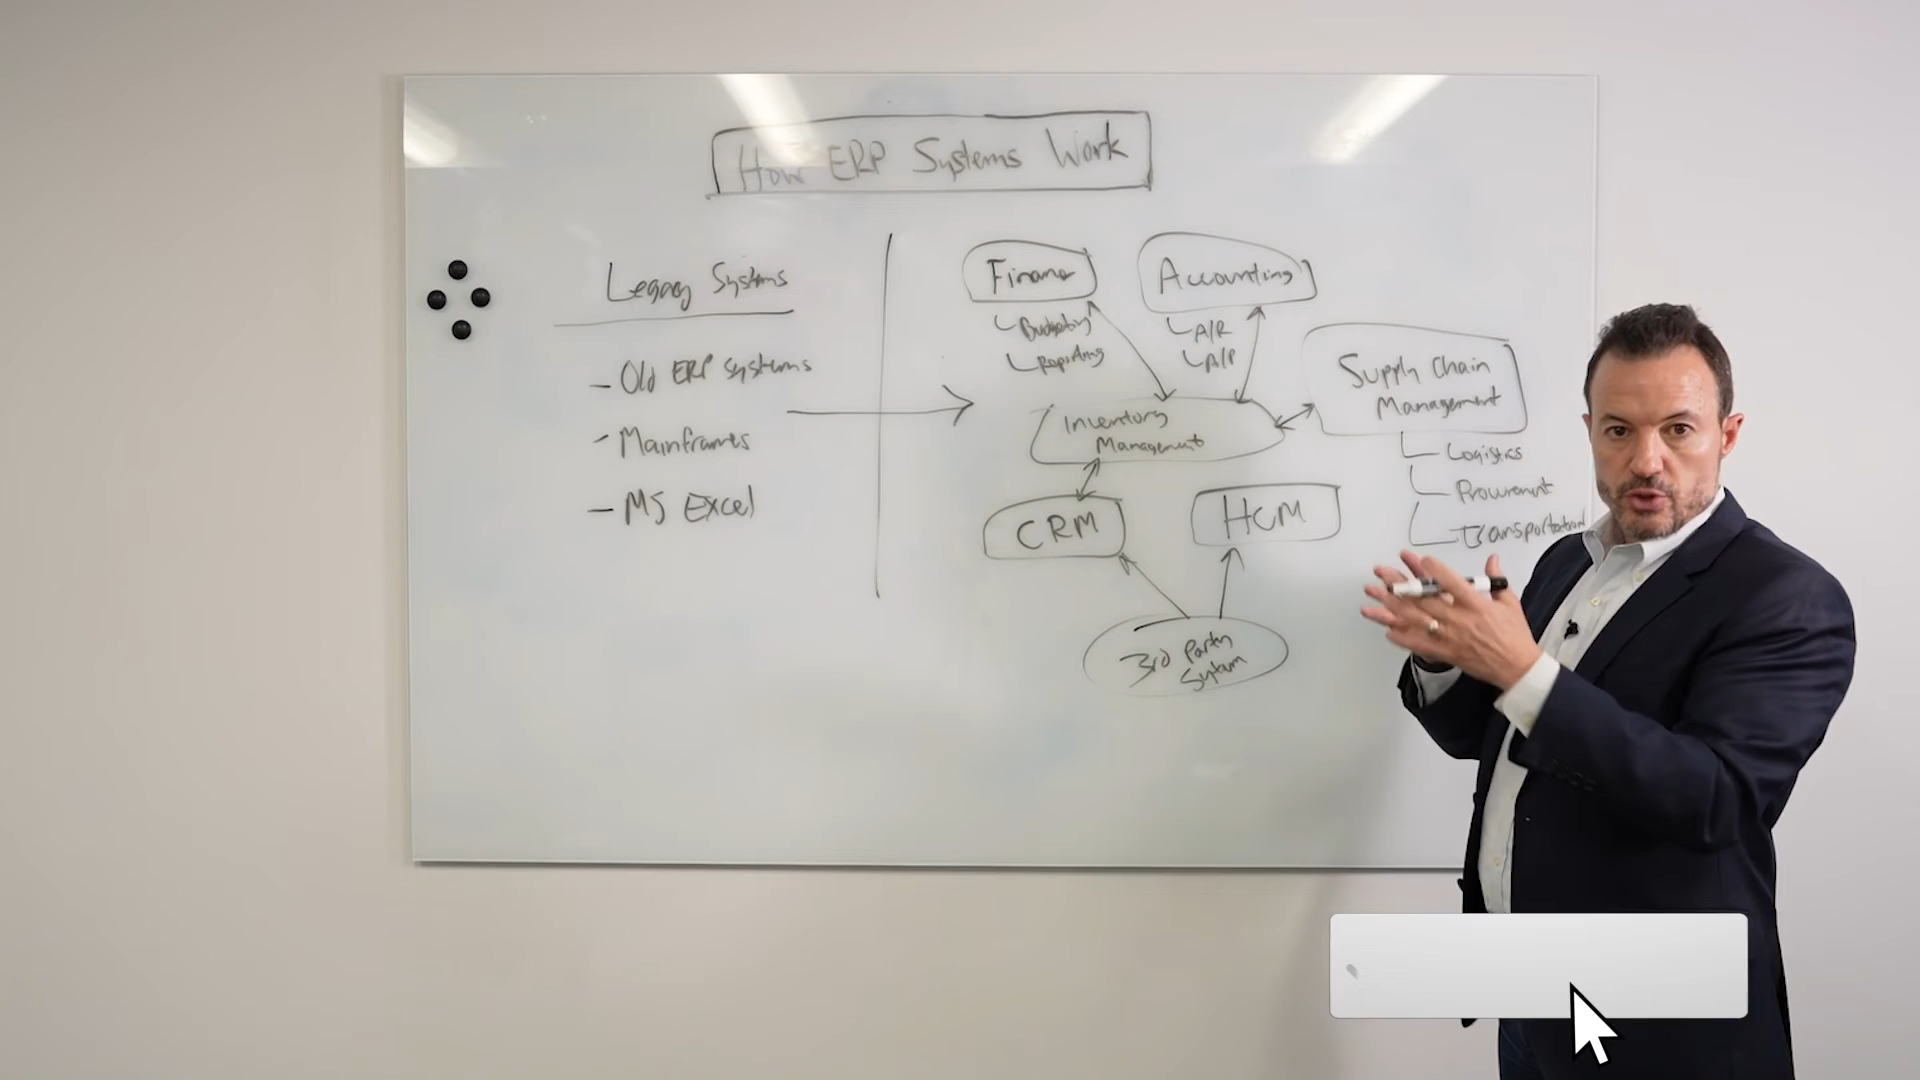 How ERP Systems Work
Legacy Systems
- Old ERP systems
- Mainframes
- MS Excel
Finance
Budgeting
Reporting
Accounting
A/R
A/P
Supply Chain
Management
Logistics
Procurement
Transportation
Inventory
Management
CRM
HCM
3rd Party
System